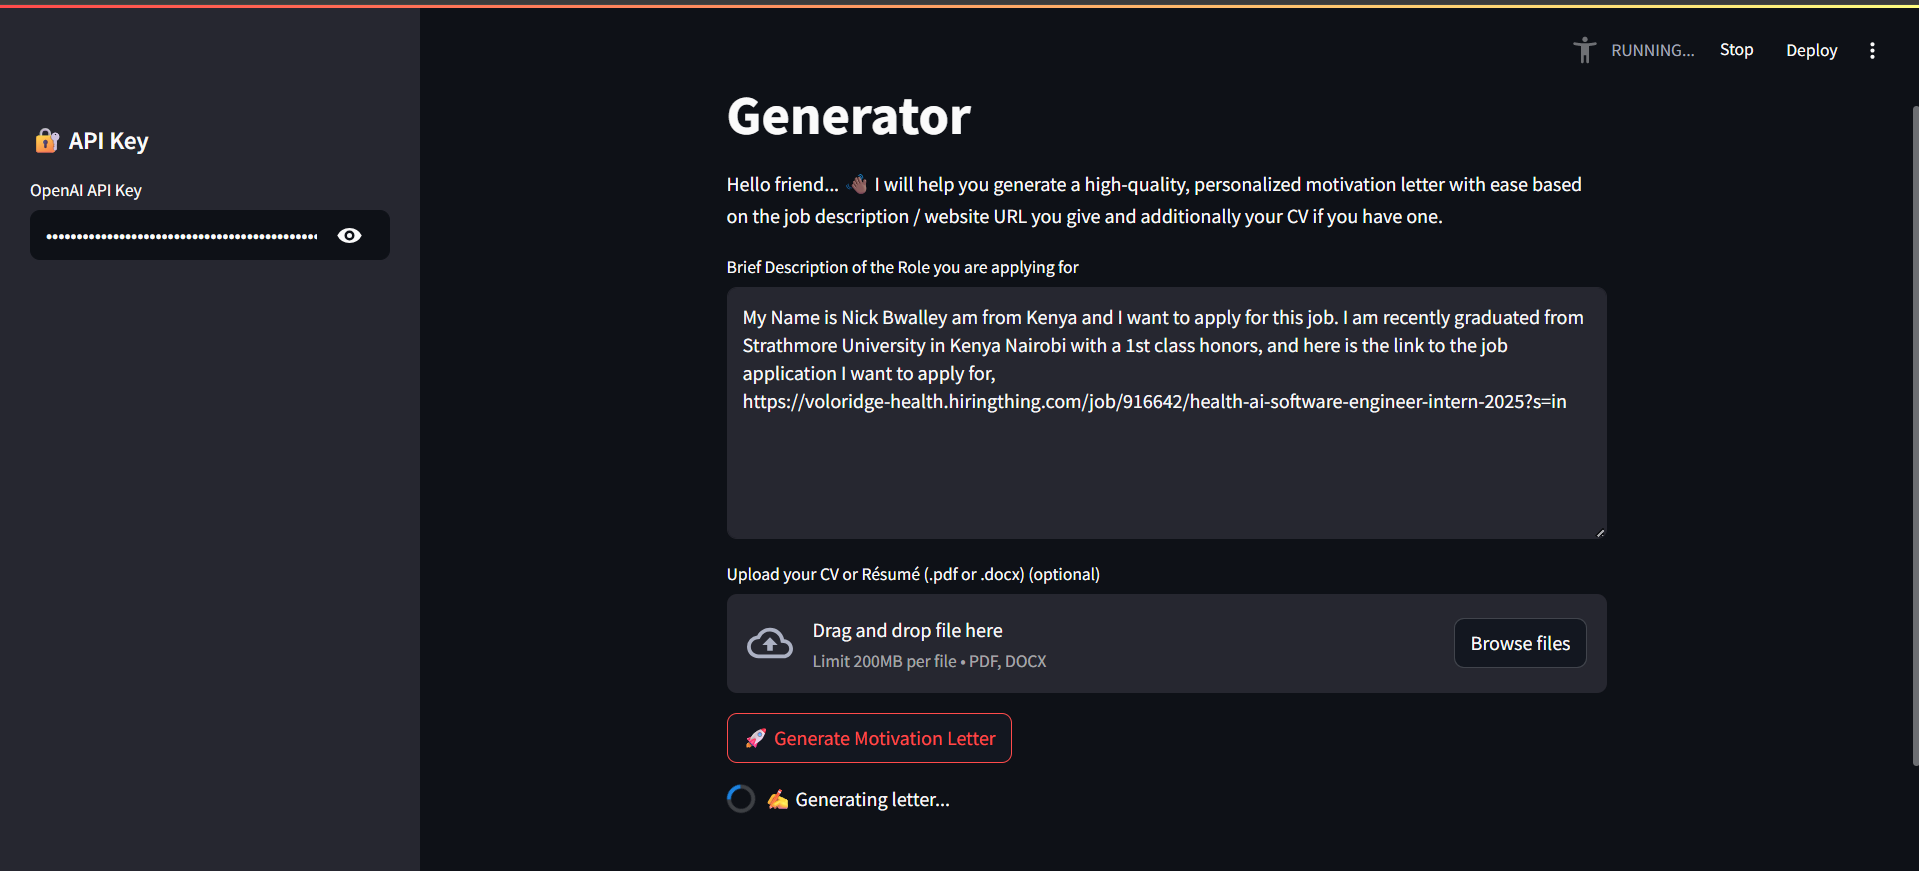 RUNNING...
Stop
Deploy
API Key
OpenAI API Key
Generator
Hello friend... I will help you generate a high-quality, personalized motivation letter with ease based
on the job description / website URL you give and additionally your CV if you have one.
Brief Description of the Role you are applying for
My Name is Nick Bwalley am from Kenya and I want to apply for this job. I am recently graduated from
Strathmore University in Kenya Nairobi with a 1st class honors, and here is the link to the job
application I want to apply for,
https://voloridge-health.hiringthing.com/job/916642/health-ai-software-engineer-intern-2025?s=in
Upload your CV or Résumé (.pdf or .docx) (optional)
Drag and drop file here
Limit 200MB per file • PDF, DOCX
Browse files
Generate Motivation Letter
Generating letter...